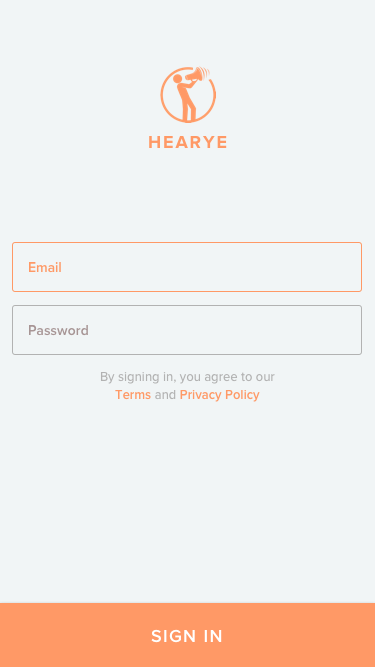 HEARYE
Email
Password
By signing in, you agree to our
Terms and Privacy Policy
SIGN IN